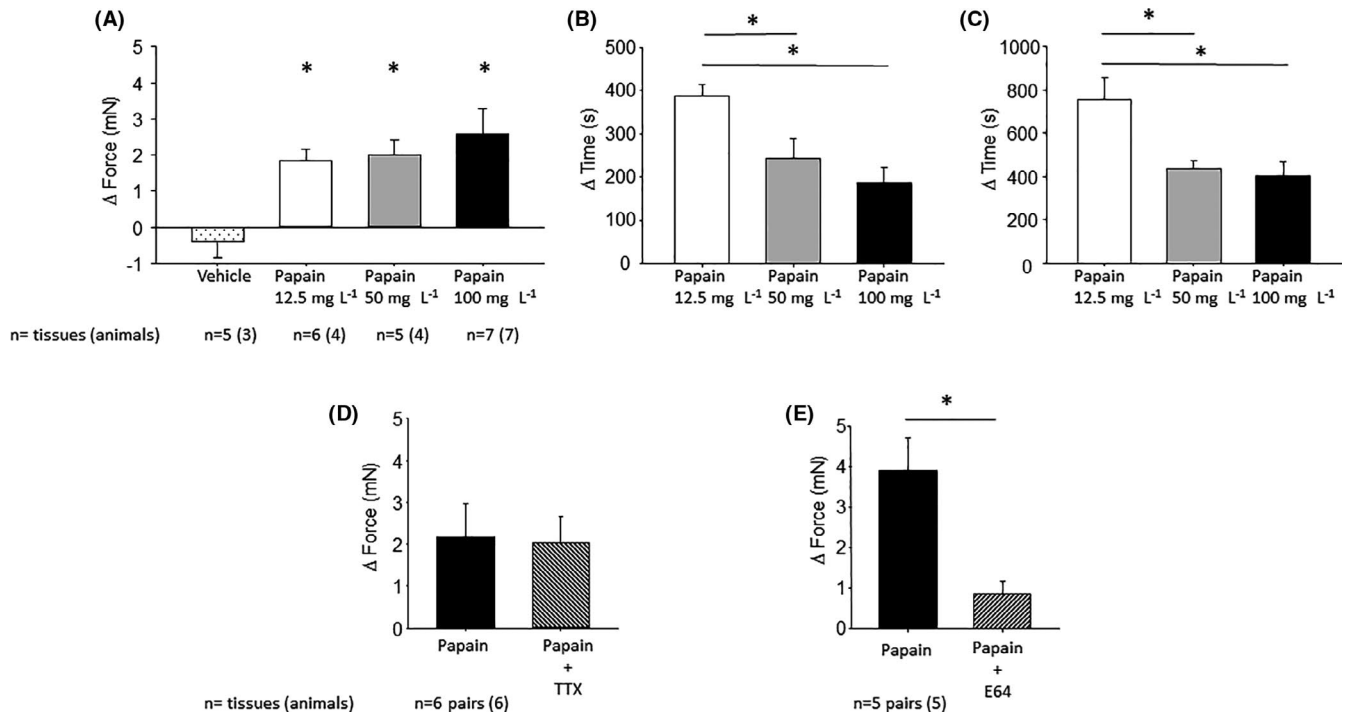 (A)
5
4
3
2
1
0
-1
Δ Force (mN)
*
*
*
Vehicle
Papain
12.5 mg L-1
Papain
50 mg L-1
Papain
100 mg L-1
n= tissues (animals)
n=5 (3)
n=6 (4)
n=5 (4)
n=7 (7)
(B)
500
400
300
200
100
0
Δ Time (s)
*
*
Papain
12.5 mg L-1
Papain
50 mg L-1
Papain
100 mg L-1
(C)
1000
800
600
400
200
0
Δ Time (s)
*
*
Papain
12.5 mg L-1
Papain
50 mg L-1
Papain
100 mg L-1
(D)
5
4
3
2
1
0
Δ Force (mN)
Papain
Papain
+
TTX
n= tissues (animals)
n=6 pairs (6)
(E)
5
4
3
2
1
0
Δ Force (mN)
*
Papain
Papain
+
E64
n=5 pairs (5)